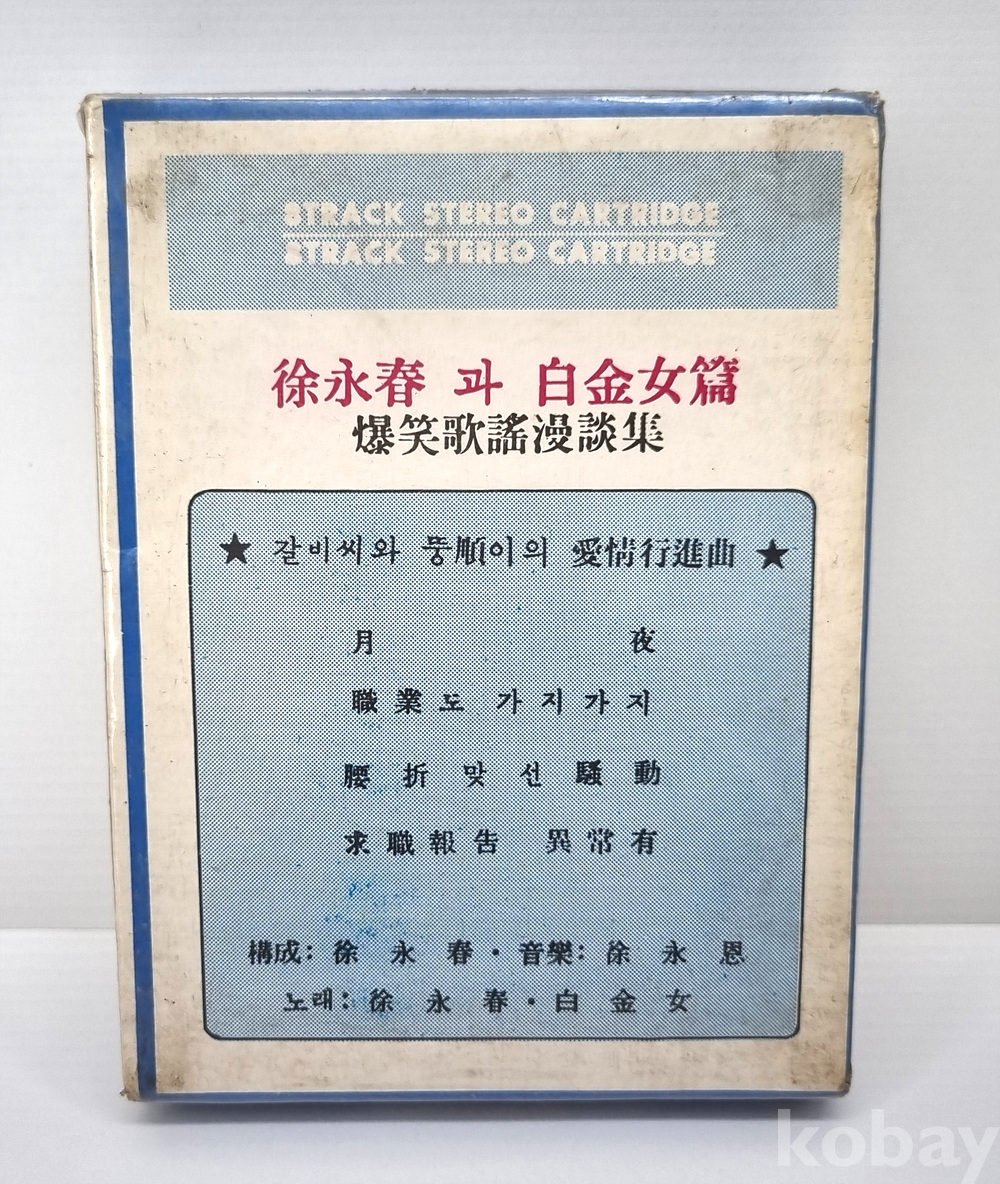 8TRACK STEREO CARTRIDGE
8TRACK STEREO CARTRIDGE
徐永春 과 白金女篇
爆笑歌謠漫談集
★ 갈비씨와 뚱順이의 愛情行進曲 ★
月 夜
職業도 가지가지
腰折맞선騷動
求職報告 異常有
構成: 徐永春 · 音樂: 徐永恩
노래: 徐永春 · 白金女
kobay